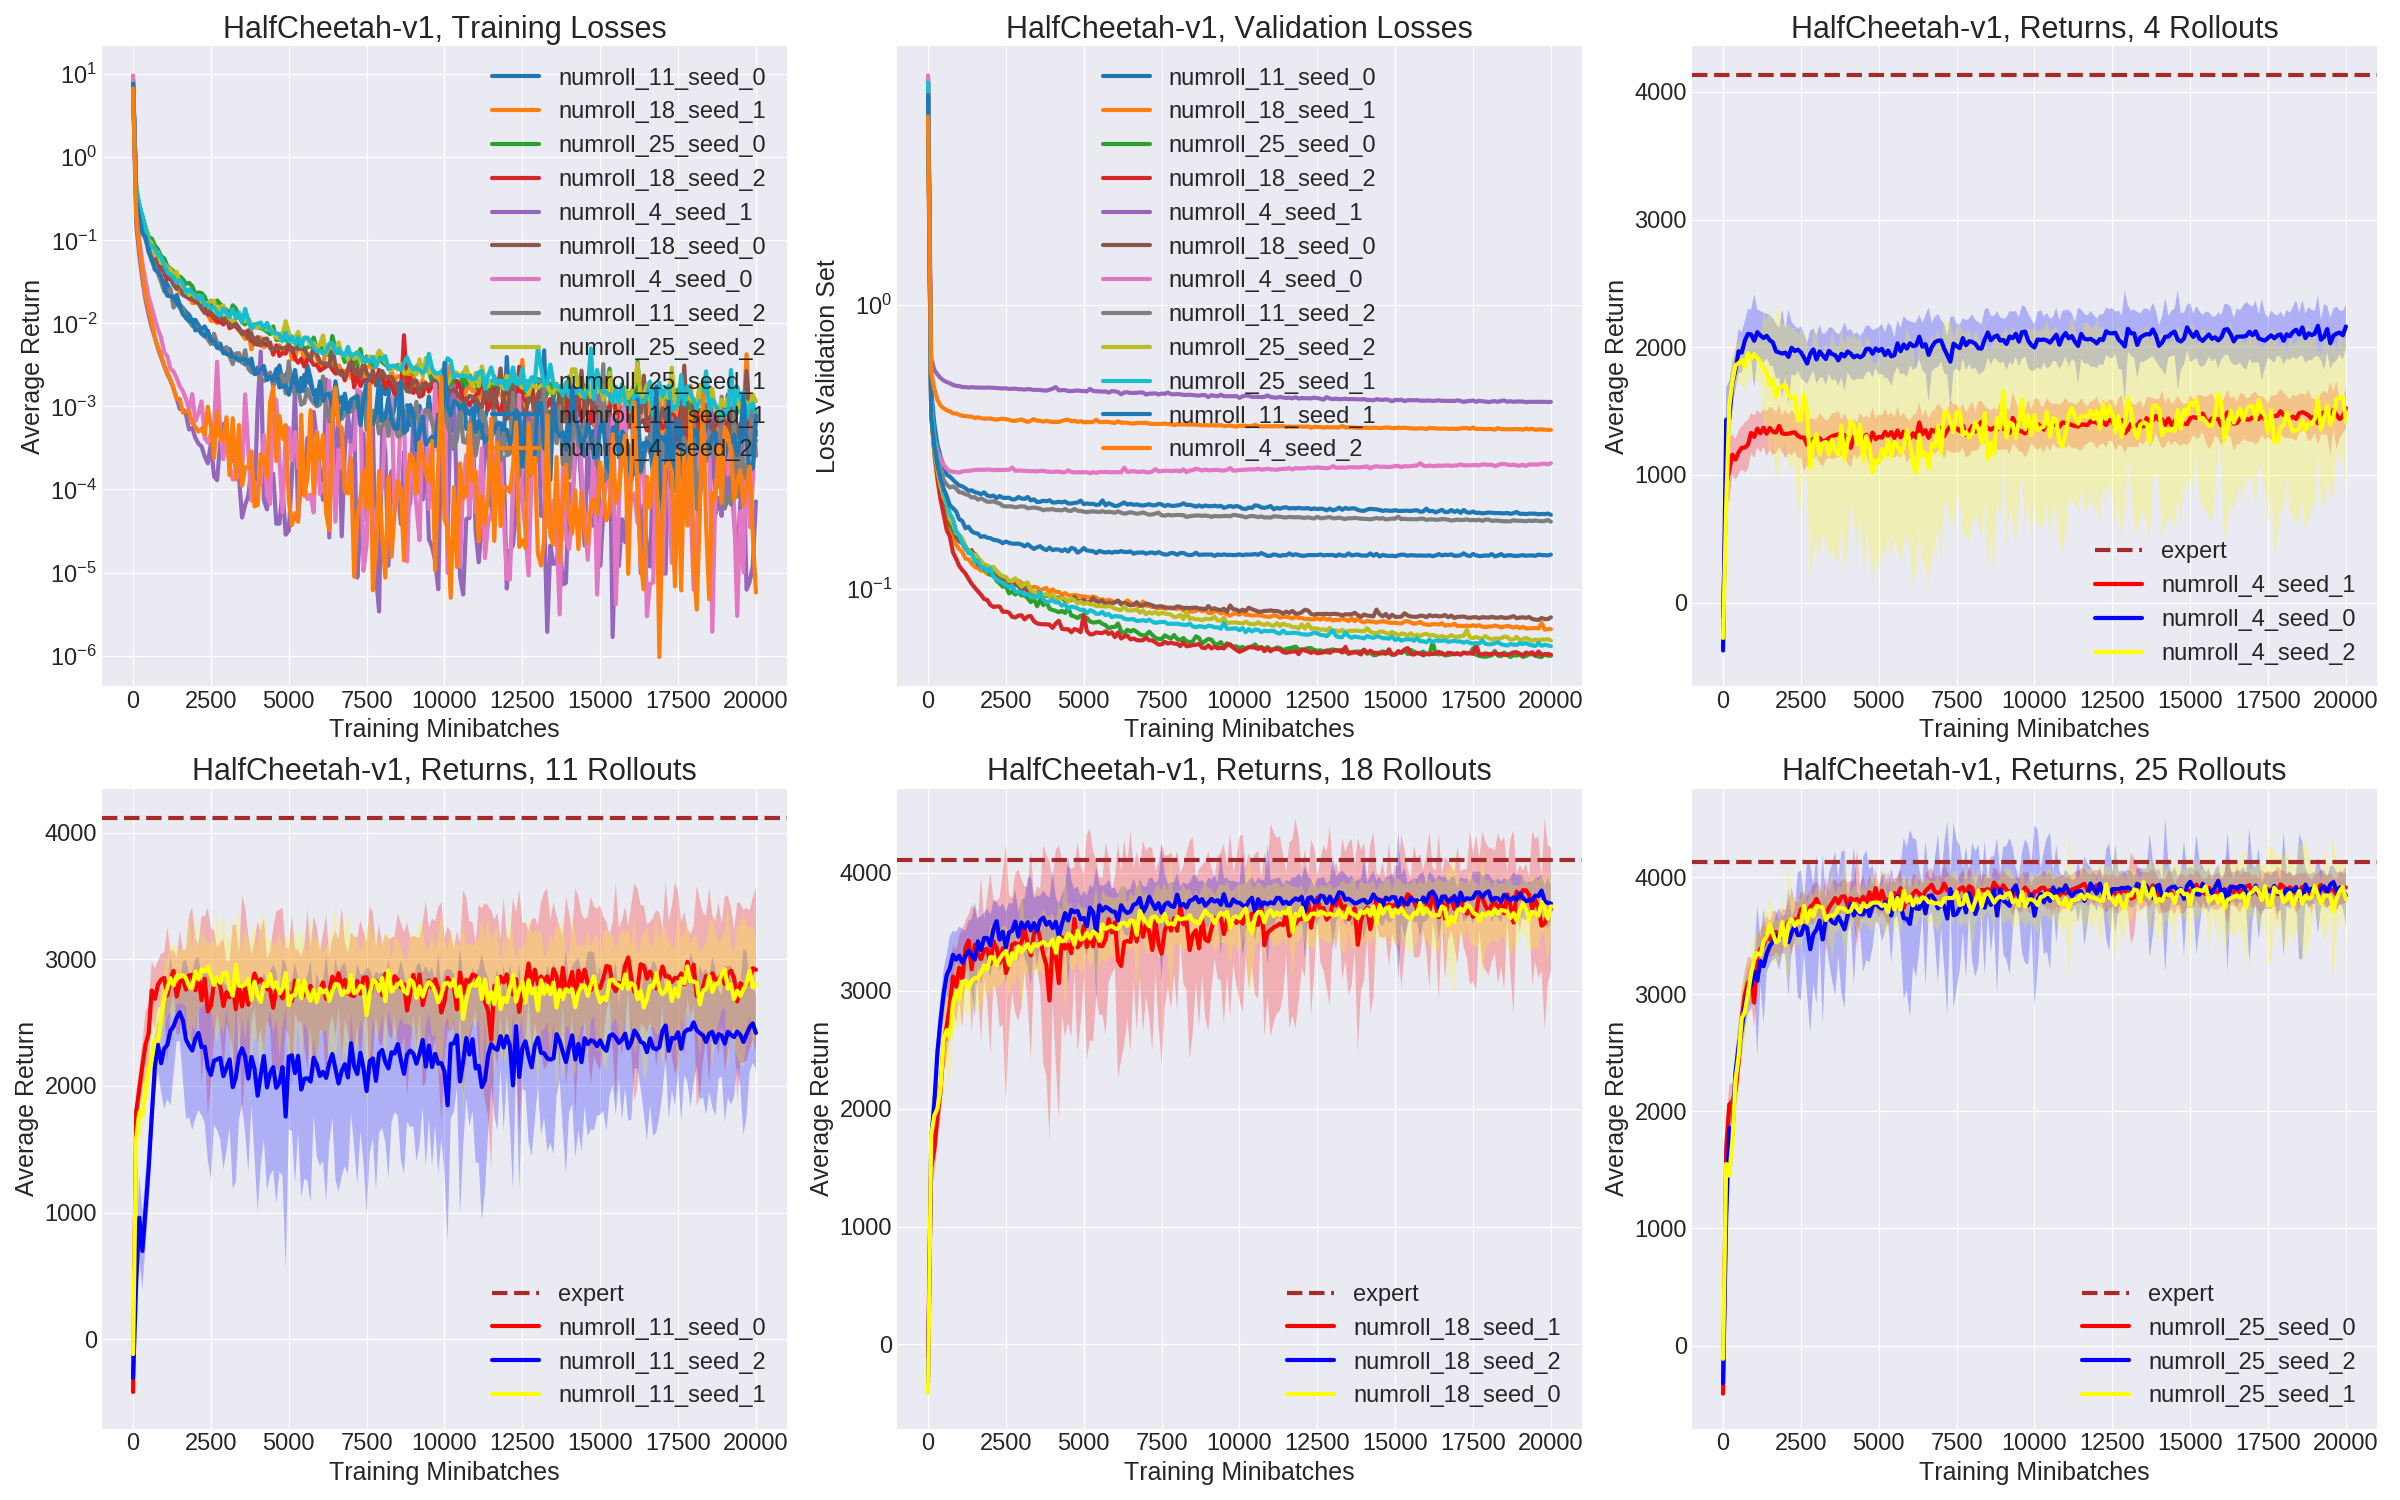 HalfCheetah-v1, Training Losses
Average Return
10¹
10⁰
10⁻¹
10⁻²
10⁻³
10⁻⁴
10⁻⁵
10⁻⁶
numroll_11_seed_0
numroll_18_seed_1
numroll_25_seed_0
numroll_18_seed_2
numroll_4_seed_1
numroll_18_seed_0
numroll_4_seed_0
numroll_11_seed_2
numroll_25_seed_2
numroll_25_seed_1
numroll_11_seed_1
numroll_4_seed_2
0 2500 5000 7500 10000 12500 15000 17500 20000
Training Minibatches
HalfCheetah-v1, Validation Losses
Loss Validation Set
10⁰
10⁻¹
numroll_11_seed_0
numroll_18_seed_1
numroll_25_seed_0
numroll_18_seed_2
numroll_4_seed_1
numroll_18_seed_0
numroll_4_seed_0
numroll_11_seed_2
numroll_25_seed_2
numroll_25_seed_1
numroll_11_seed_1
numroll_4_seed_2
0 2500 5000 7500 10000 12500 15000 17500 20000
Training Minibatches
HalfCheetah-v1, Returns, 4 Rollouts
Average Return
4000
3000
2000
1000
0
expert
numroll_4_seed_1
numroll_4_seed_0
numroll_4_seed_2
0 2500 5000 7500 10000 12500 15000 17500 20000
Training Minibatches
HalfCheetah-v1, Returns, 11 Rollouts
Average Return
4000
3000
2000
1000
0
expert
numroll_11_seed_0
numroll_11_seed_2
numroll_11_seed_1
0 2500 5000 7500 10000 12500 15000 17500 20000
Training Minibatches
HalfCheetah-v1, Returns, 18 Rollouts
Average Return
4000
3000
2000
1000
0
expert
numroll_18_seed_1
numroll_18_seed_2
numroll_18_seed_0
0 2500 5000 7500 10000 12500 15000 17500 20000
Training Minibatches
HalfCheetah-v1, Returns, 25 Rollouts
Average Return
4000
3000
2000
1000
0
expert
numroll_25_seed_0
numroll_25_seed_2
numroll_25_seed_1
0 2500 5000 7500 10000 12500 15000 17500 20000
Training Minibatches